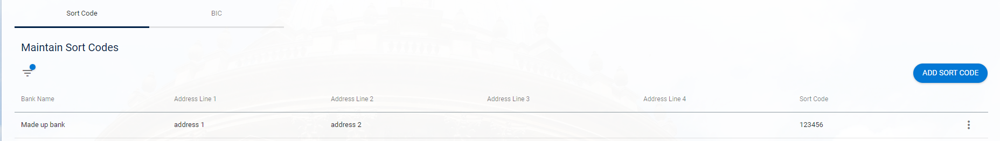 Sort Code BIC
Maintain Sort Codes
ADD SORT CODE
Bank Name Address Line 1 Address Line 2 Address Line 3 Address Line 4 Sort Code
Made up bank address 1 address 2 123456